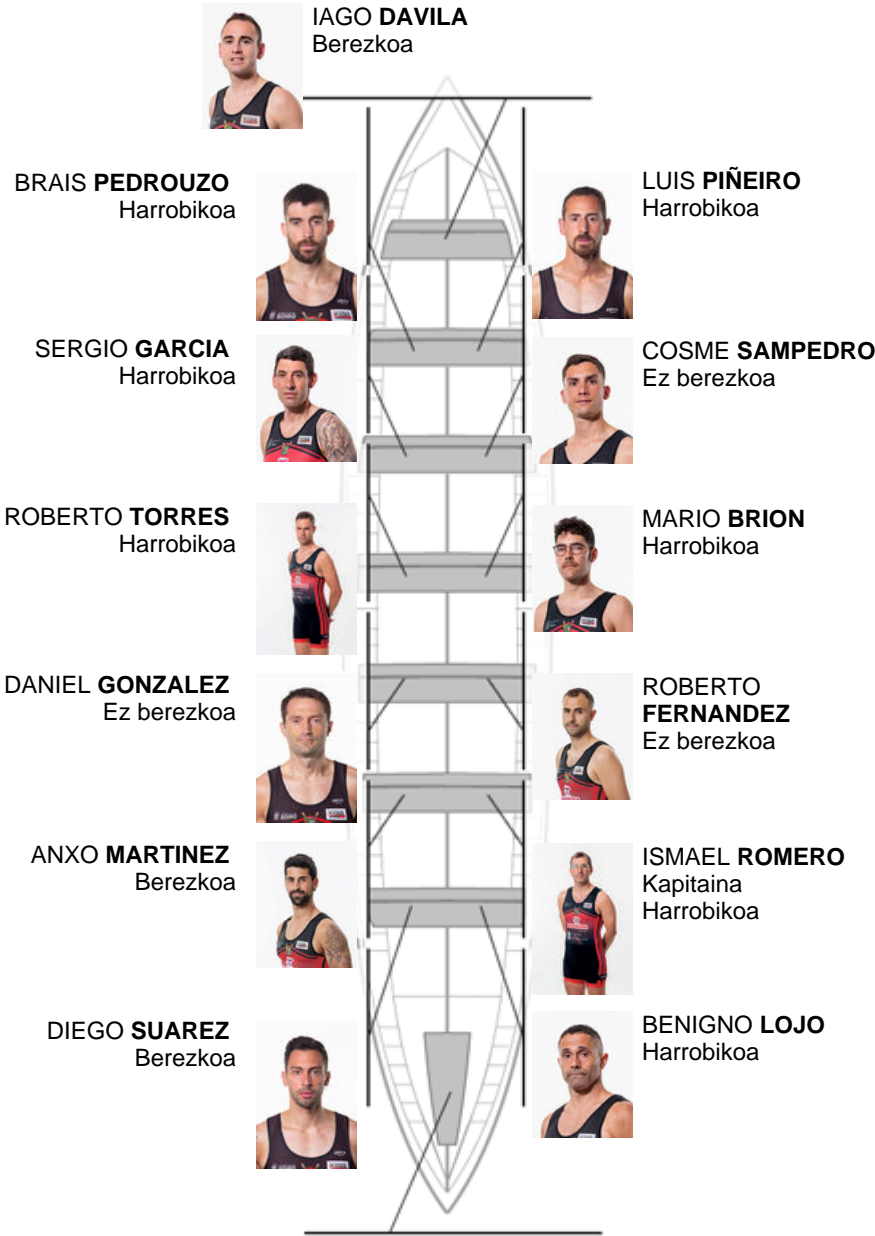 IAGO DAVILA
Berezkoa
BRAIS PEDROUZO
Harrobikoa
LUIS PIÑEIRO
Harrobikoa
SERGIO GARCIA
Harrobikoa
COSME SAMPEDRO
Ez berezkoa
ROBERTO TORRES
Harrobikoa
MARIO BRION
Harrobikoa
DANIEL GONZALEZ
Ez berezkoa
ROBERTO
FERNANDEZ
Ez berezkoa
ANXO MARTINEZ
Berezkoa
ISMAEL ROMERO
Kapitaina
Harrobikoa
DIEGO SUAREZ
Berezkoa
BENIGNO LOJO
Harrobikoa